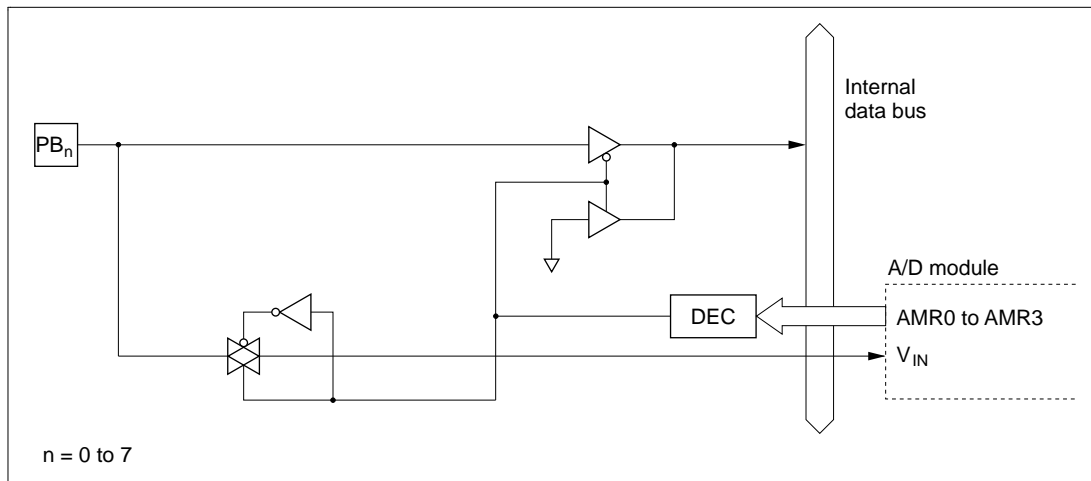 Internal
data bus
PBn
A/D module
DEC
AMR0 to AMR3
VIN
n = 0 to 7